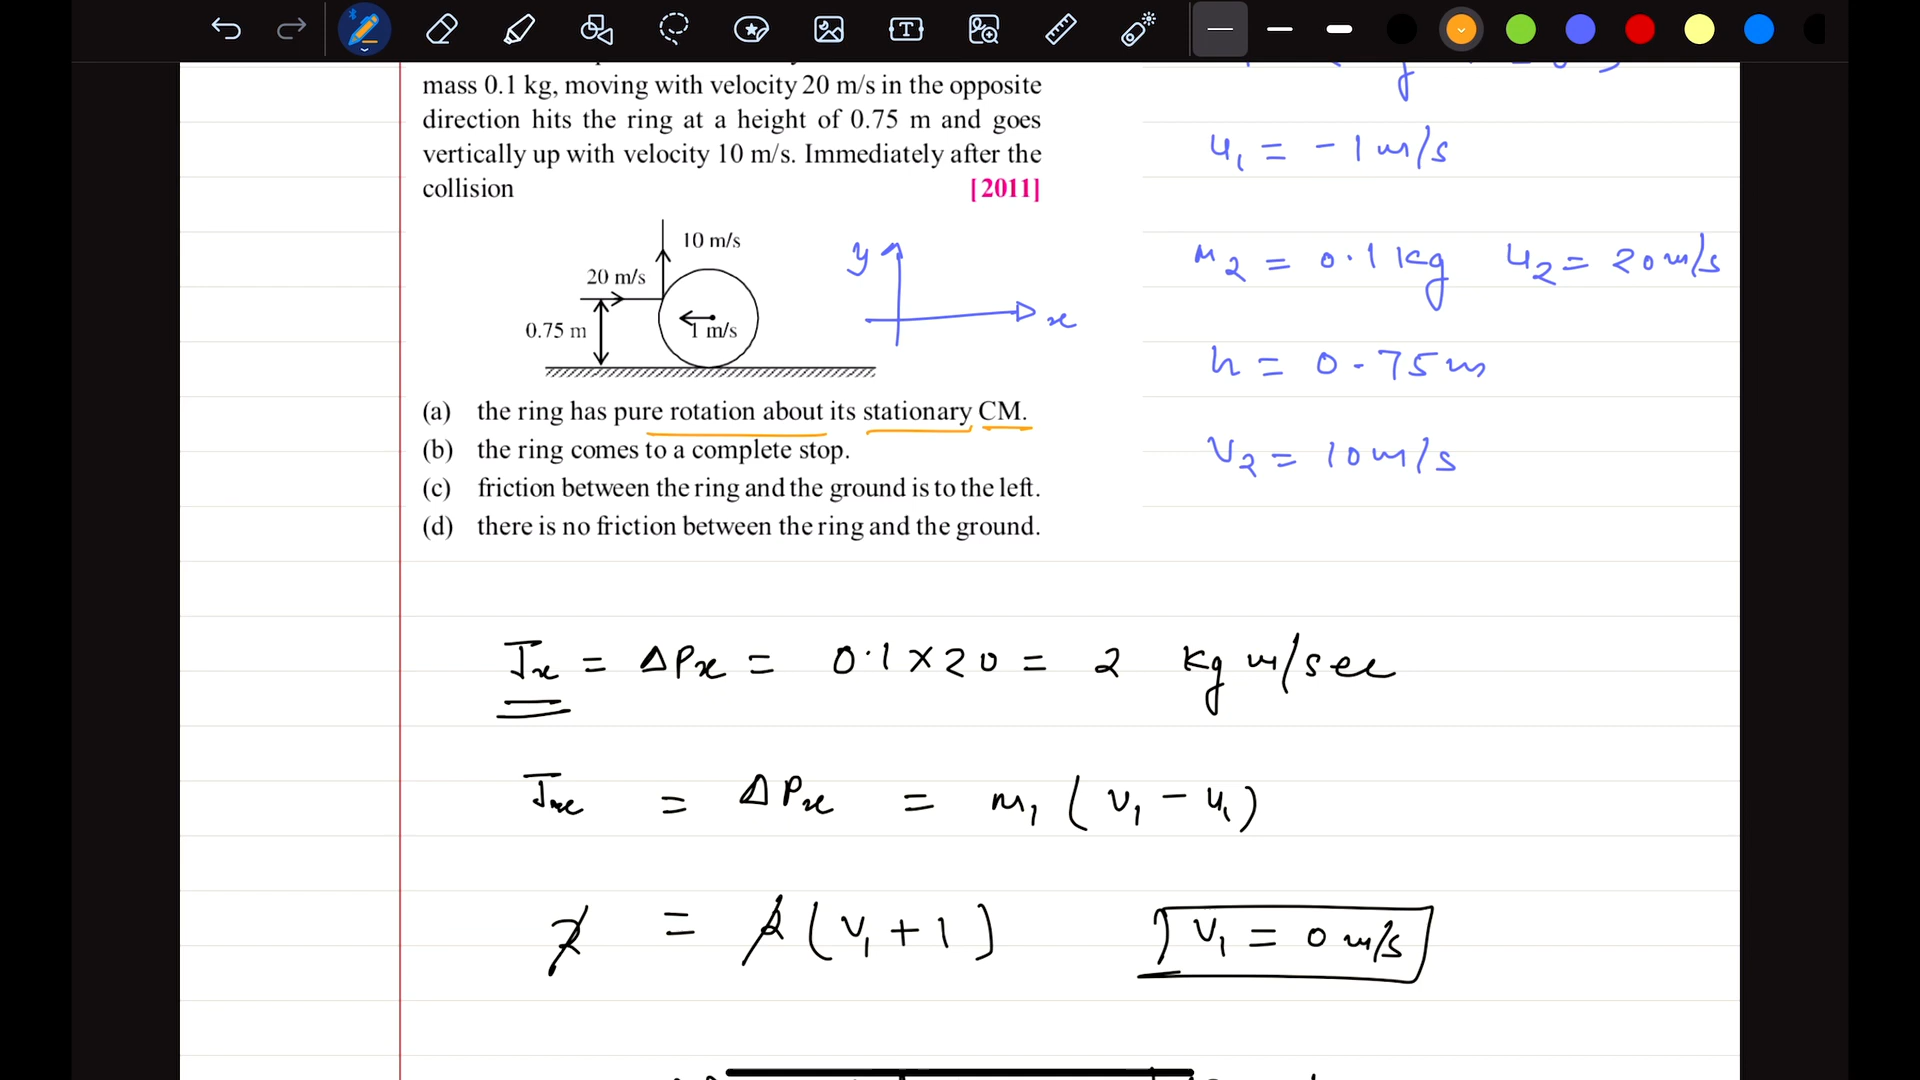 mass 0.1 kg, moving with velocity 20 m/s in the opposite
direction hits the ring at a height of 0.75 m and goes
vertically up with velocity 10 m/s. Immediately after the
collision [2011]
10 m/s
20 m/s
0.75 m
1 m/s
y
x
(a) the ring has pure rotation about its stationary CM.
(b) the ring comes to a complete stop.
(c) friction between the ring and the ground is to the left.
(d) there is no friction between the ring and the ground.
u₁ = - 1 m/s
m₂ = 0.1 kg u₂ = 20 m/s
h = 0.75 m
v₂ = 10 m/s
Jx = ΔPx = 0.1 × 20 = 2 kg m/sec
Jx = ΔPx = m₁ ( v₁ - u₁ )
2 = 2 ( v₁ + 1 ) v₁ = 0 m/s